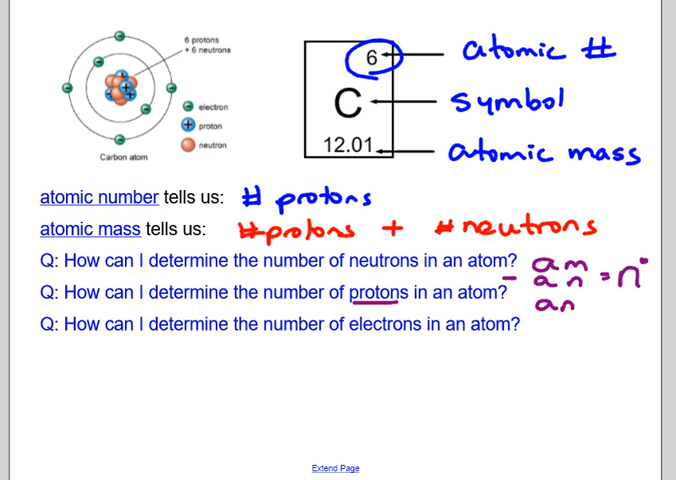 6 protons
+ 6 neutrons
electron
proton
neutron
Carbon atom
6
atomic #
C
symbol
12.01
atomic mass
atomic number tells us: # protons
atomic mass tells us: #protons + #neutrons
Q: How can I determine the number of neutrons in an atom? am
- an = n°
Q: How can I determine the number of protons in an atom? an
Q: How can I determine the number of electrons in an atom?
Extend Page